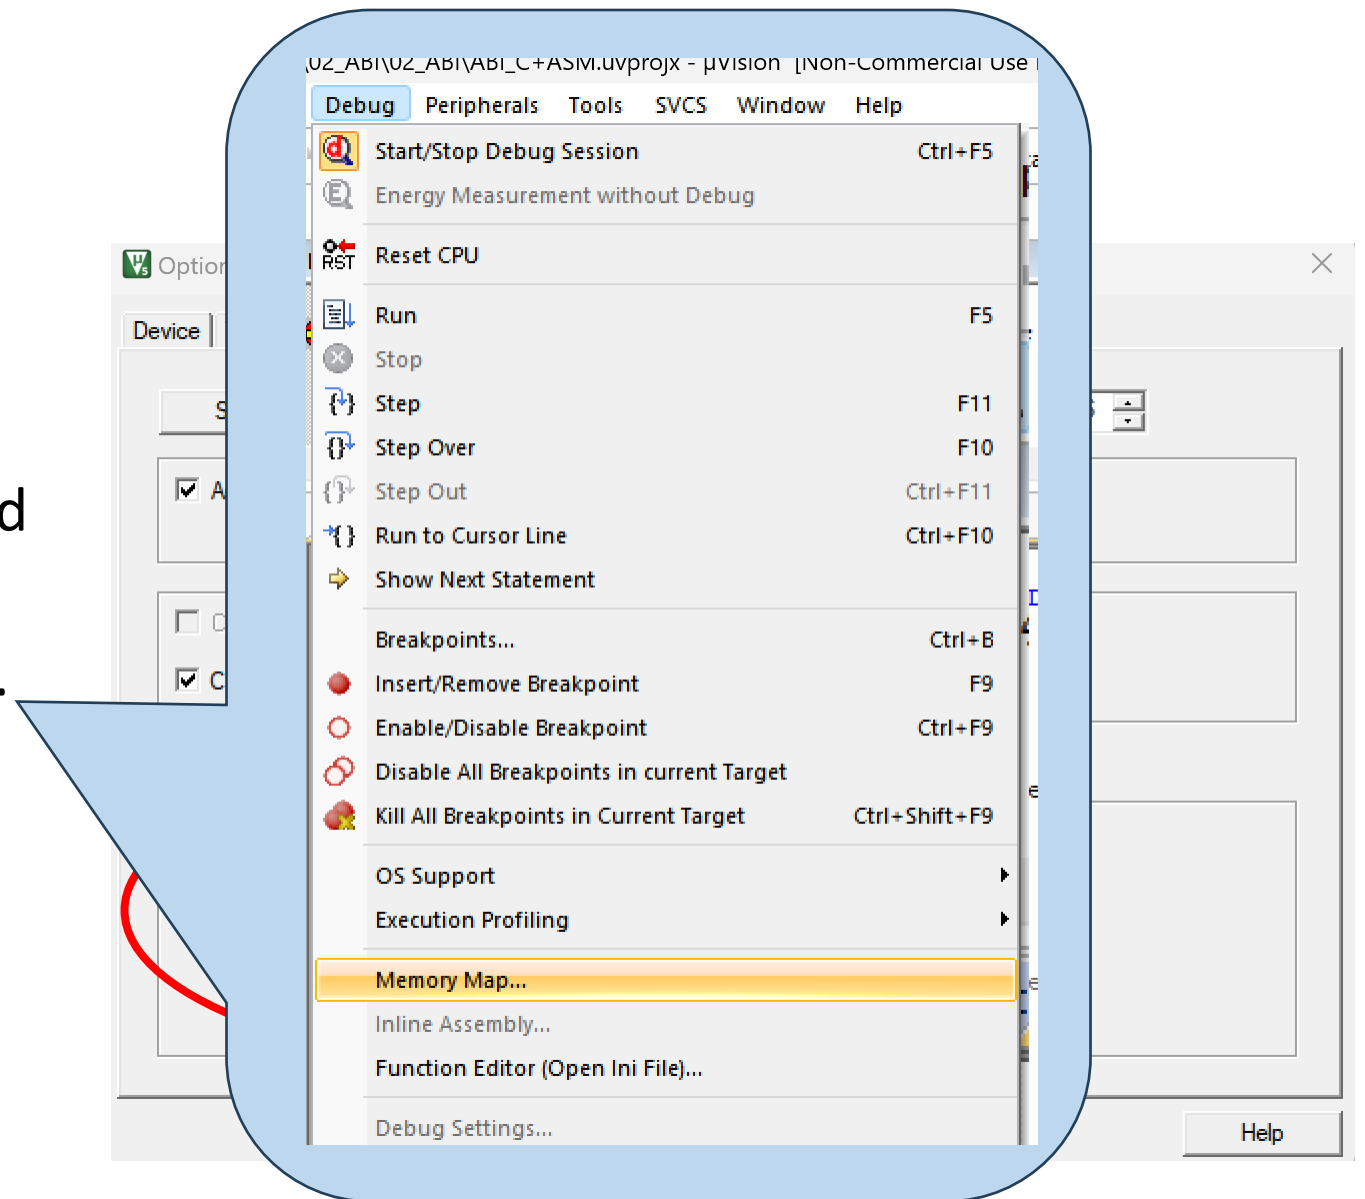 \02_ABI\02_ABI\ABI_C+ASM.uvprojx - µVision [Non-Commercial Use
Debug Peripherals Tools SVCS Window Help
Start/Stop Debug Session Ctrl+F5
Energy Measurement without Debug
RST Reset CPU
Option
Run F5
Device
Stop
Step F11
S
Step Over F10
Step Out Ctrl+F11
A
d
Run to Cursor Line Ctrl+F10
Show Next Statement
Breakpoints... Ctrl+B
Insert/Remove Breakpoint F9
C
.
Enable/Disable Breakpoint Ctrl+F9
Disable All Breakpoints in current Target
Kill All Breakpoints in Current Target Ctrl+Shift+F9
OS Support
Execution Profiling
Memory Map...
Inline Assembly...
Function Editor (Open Ini File)...
Debug Settings...
Help